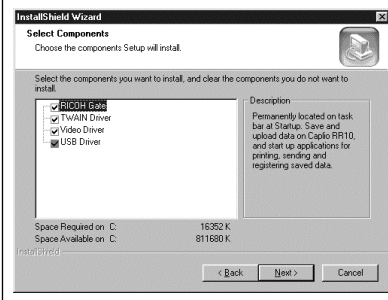 InstallShield Wizard
Select Components
Choose the components Setup will install.
Select the components you want to install, and clear the components you do not want to
install.
RICOH Gate
TWAIN Driver
Video Driver
USB Driver
Description
Permanently located on task
bar at Startup. Save and
upload data on Caplio RR10,
and start up applications for
printing, sending and
registering saved data.
Space Required on C: 16352 K
Space Available on C: 811680 K
InstallShield
< Back Next > Cancel